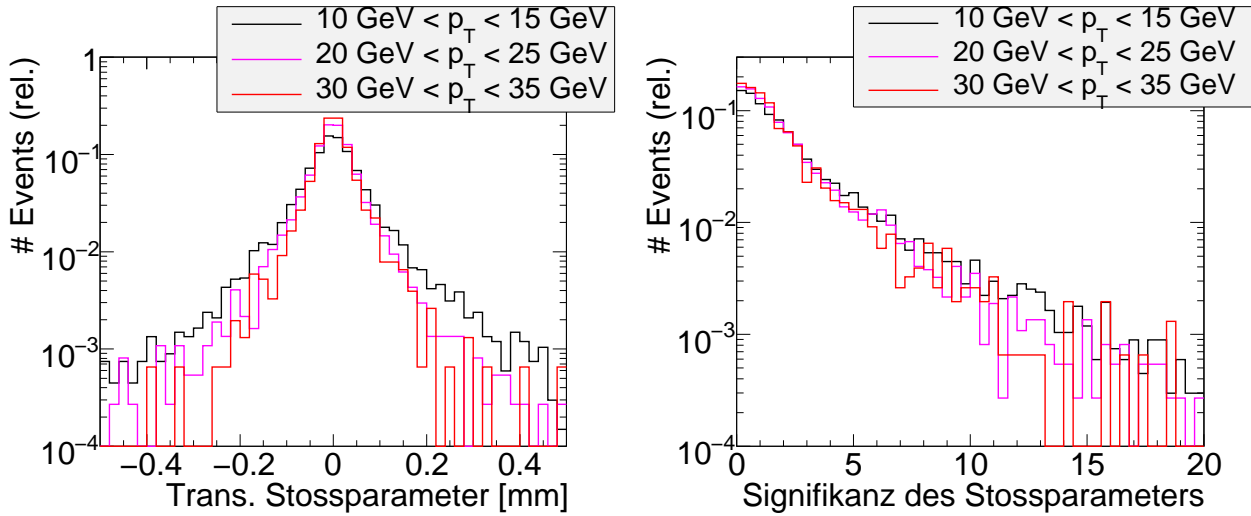 10 GeV < p_T < 15 GeV
20 GeV < p_T < 25 GeV
30 GeV < p_T < 35 GeV
# Events (rel.)
1
10^-1
10^-2
10^-3
10^-4
−0.4 −0.2 0 0.2 0.4
Trans. Stossparameter [mm]
10 GeV < p_T < 15 GeV
20 GeV < p_T < 25 GeV
30 GeV < p_T < 35 GeV
# Events (rel.)
10^-1
10^-2
10^-3
10^-4
0 5 10 15 20
Signifikanz des Stossparameters